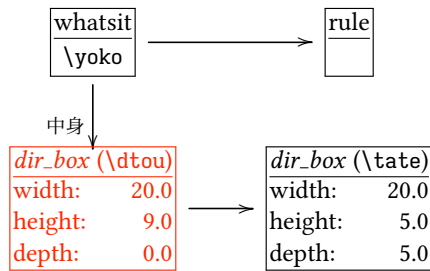 whatsit
rule
\yoko
中身
dir_box (\dtou)
dir_box (\tate)
width: 20.0
width: 20.0
height: 9.0
height: 5.0
depth: 0.0
depth: 5.0